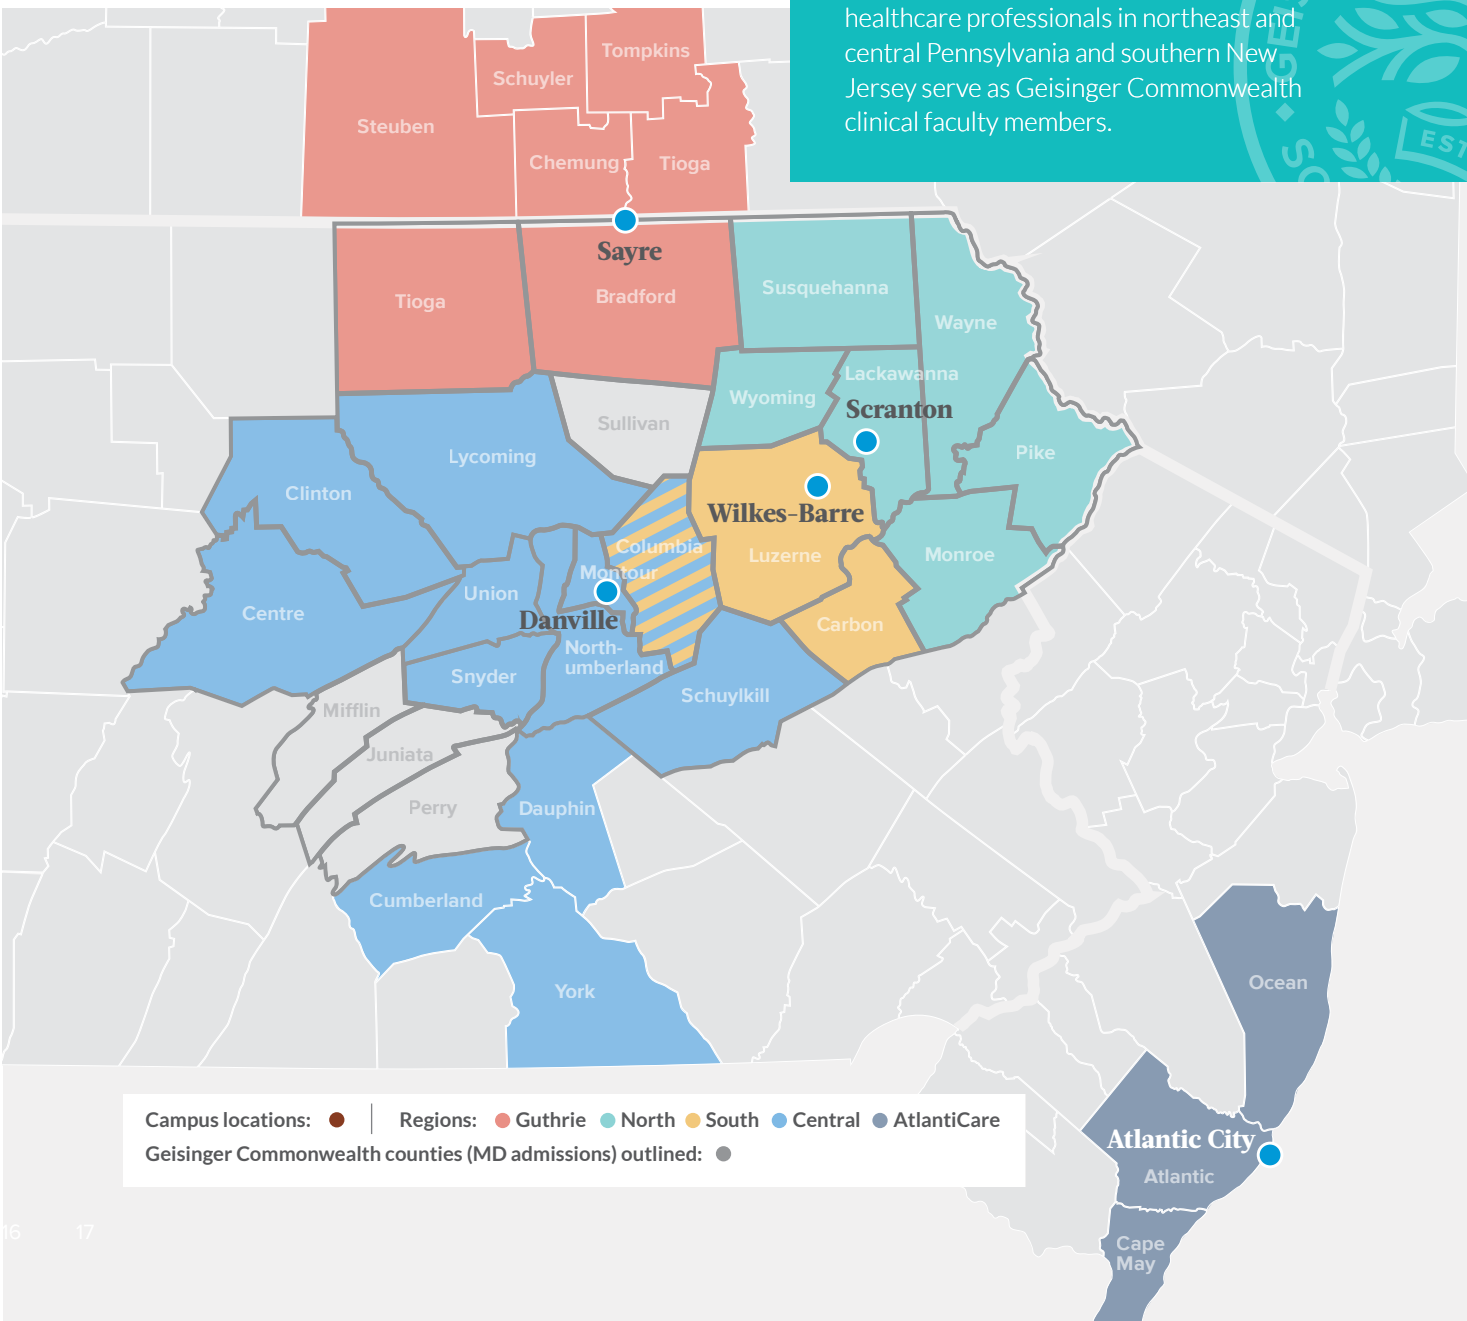 healthcare professionals in northeast and
central Pennsylvania and southern New
Jersey serve as Geisinger Commonwealth
clinical faculty members.
GEIS
SO
EST
Tompkins
Schuyler
Steuben
Chemung
Tioga
Sayre
Tioga
Bradford
Susquehanna
Wayne
Lackawanna
Wyoming
Scranton
Sullivan
Pike
Lycoming
Clinton
Wilkes-Barre
Columbia
Luzerne
Monroe
Montour
Union
Centre
Danville
Carbon
North-
umberland
Snyder
Schuylkill
Mifflin
Juniata
Perry
Dauphin
Cumberland
York
Ocean
Campus locations: Regions: Guthrie North South Central AtlantiCare
Geisinger Commonwealth counties (MD admissions) outlined:
Atlantic City
Atlantic
16 17
Cape
May